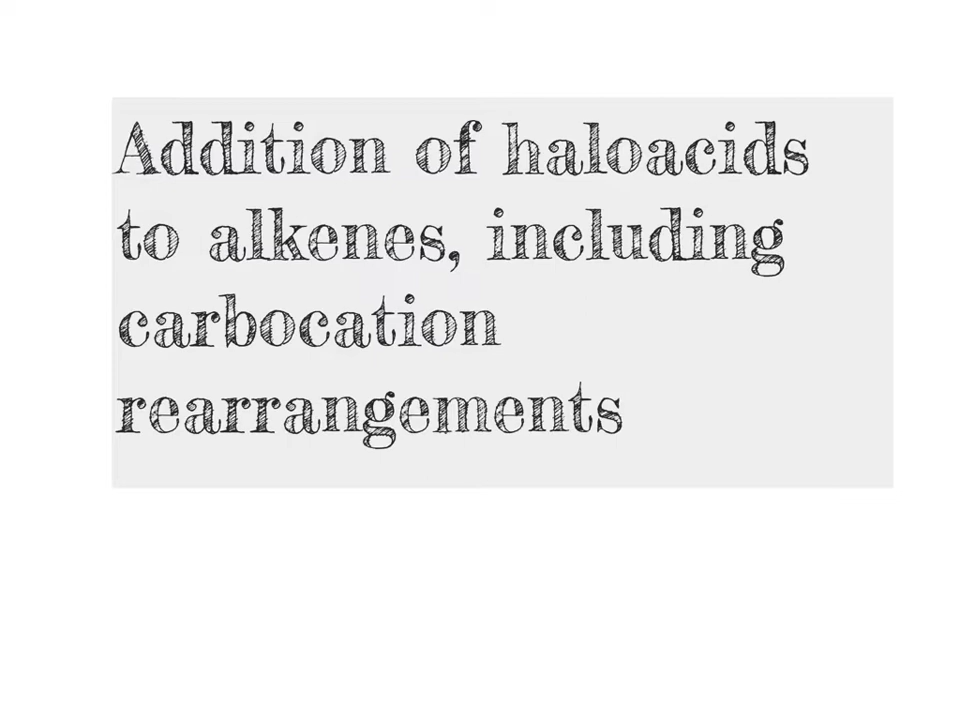 Addition of haloacids
to alkenes, including
carbocation
rearrangements